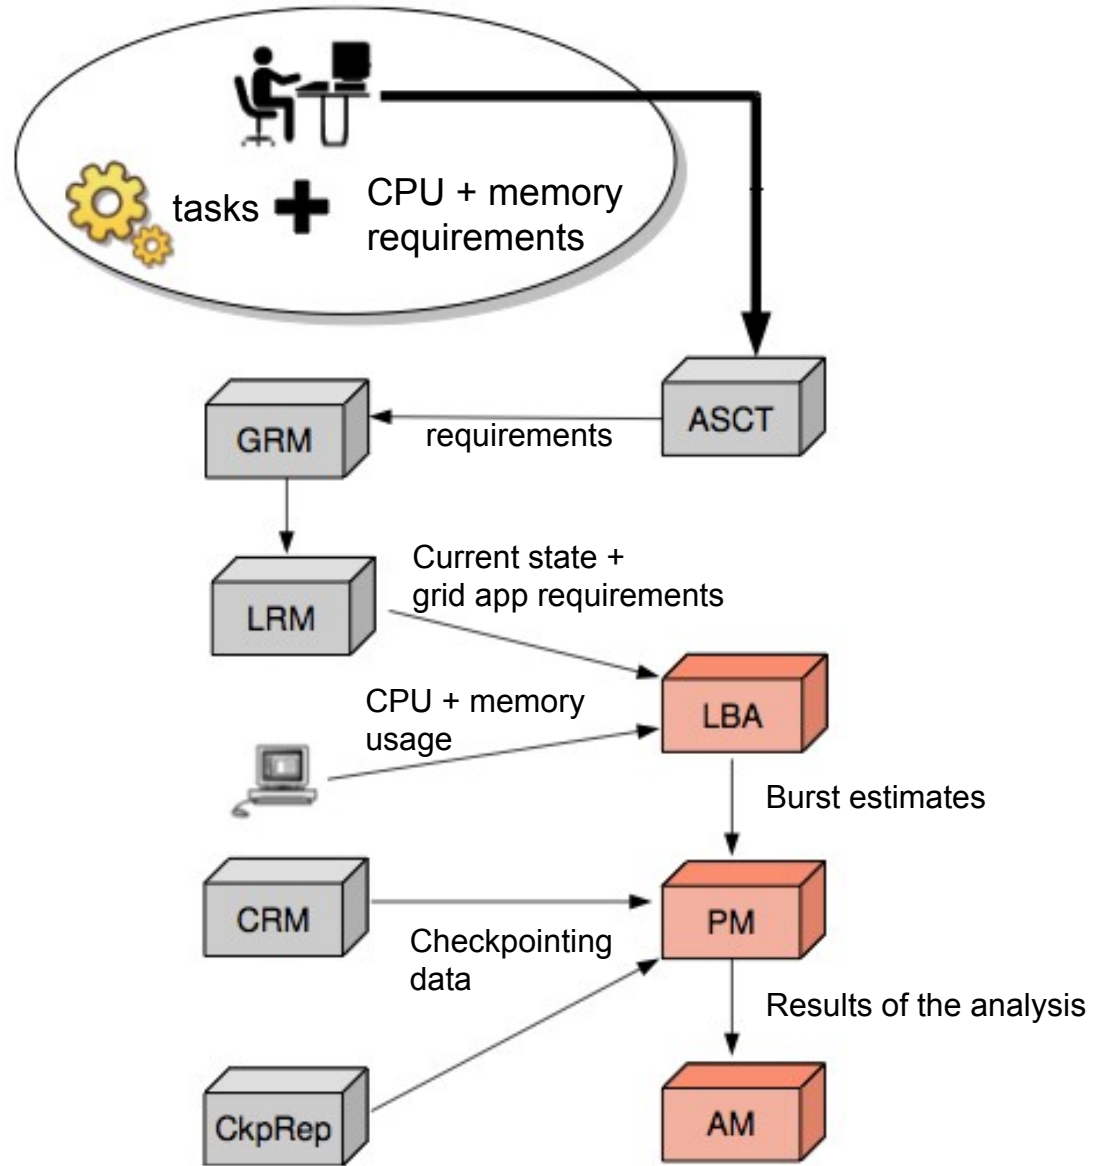 tasks
CPU + memory
requirements
ASCT
GRM
requirements
Current state +
grid app requirements
LRM
LBA
CPU + memory
usage
Burst estimates
CRM
PM
Checkpointing
data
Results of the analysis
CkpRep
AM